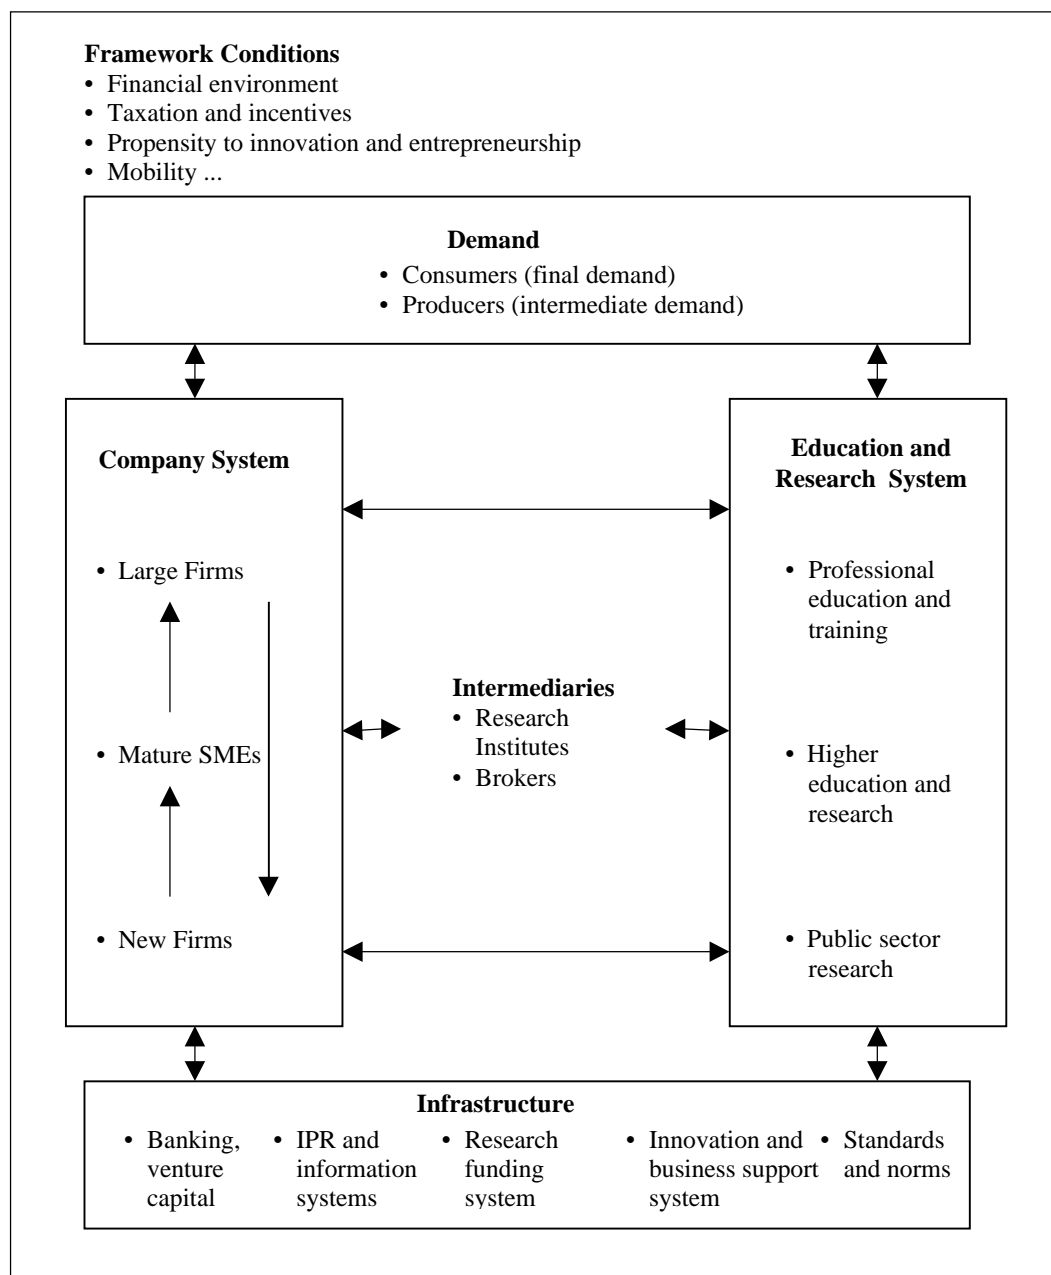 Framework Conditions
• Financial environment
• Taxation and incentives
• Propensity to innovation and entrepreneurship
• Mobility ...
Demand
• Consumers (final demand)
• Producers (intermediate demand)
Company System
• Large Firms
• Mature SMEs
• New Firms
Intermediaries
• Research
Institutes
• Brokers
Education and
Research System
• Professional
education and
training
• Higher
education and
research
• Public sector
research
Infrastructure
• Banking,
venture
capital
• IPR and
information
systems
• Research
funding
system
• Innovation and
business support
system
• Standards
and norms